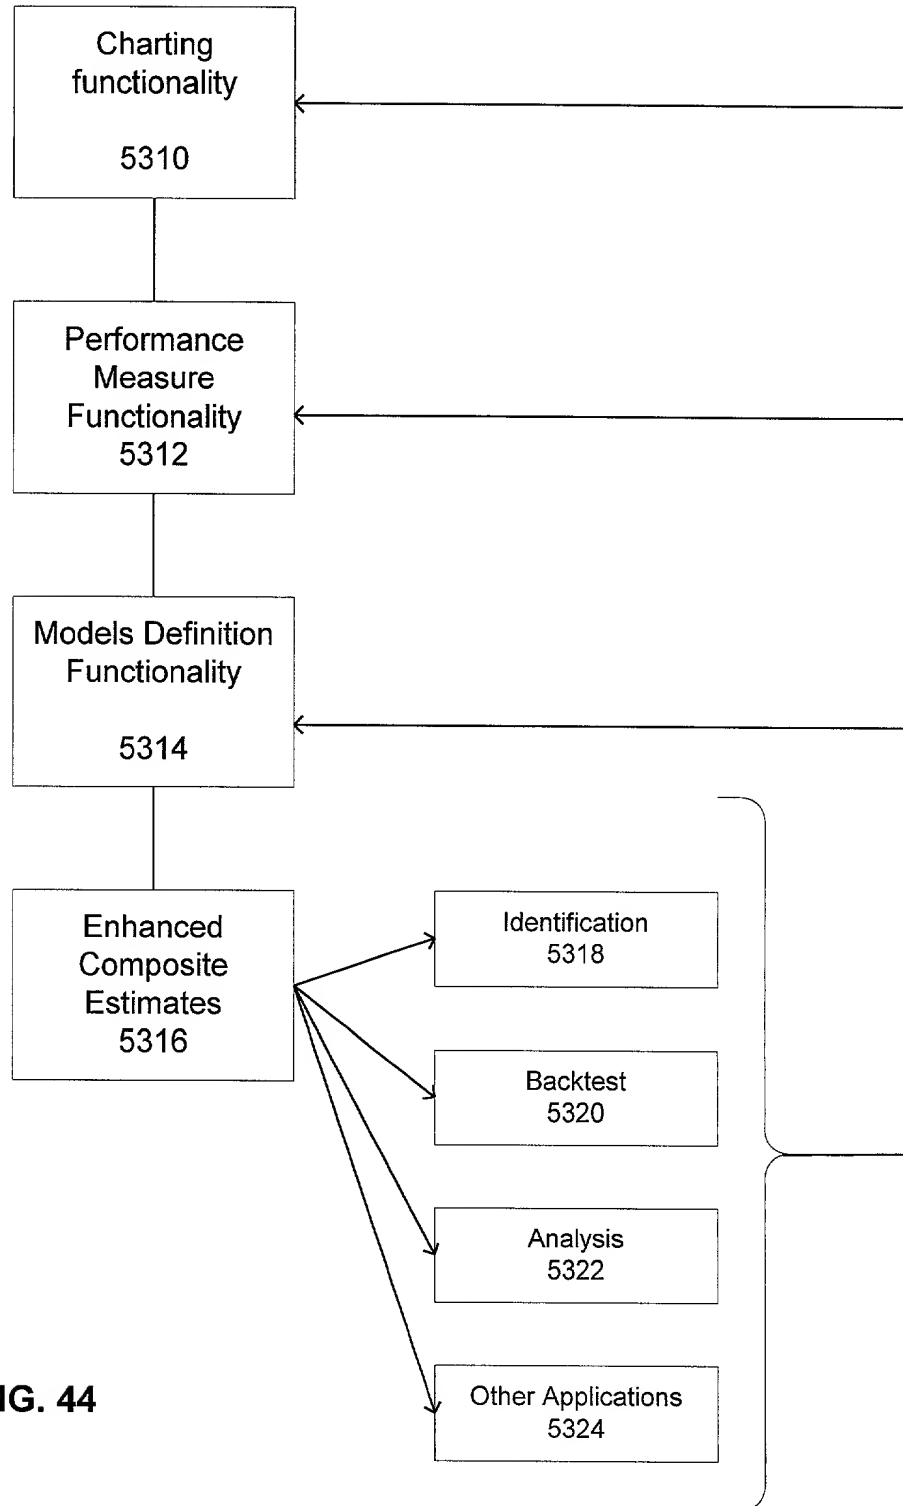 Charting
functionality
5310
Performance
Measure
Functionality
5312
Models Definition
Functionality
5314
Enhanced
Composite
Estimates
5316
Identification
5318
Backtest
5320
Analysis
5322
Other Applications
5324
IG. 44